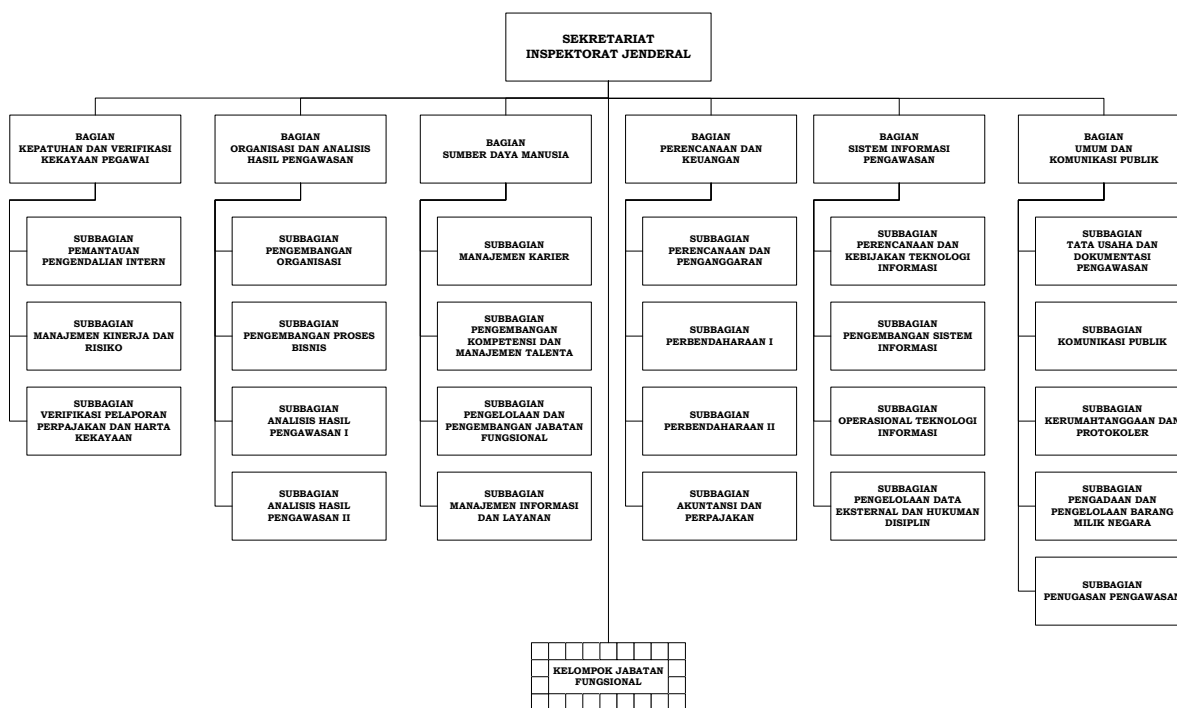 SEKRETARIAT
INSPEKTORAT JENDERAL
BAGIAN
KEPATUHAN DAN VERIFIKASI
KEKAYAAN PEGAWAI
BAGIAN
ORGANISASI DAN ANALISIS
HASIL PENGAWASAN
BAGIAN
SUMBER DAYA MANUSIA
BAGIAN
PERENCANAAN DAN
KEUANGAN
BAGIAN
SISTEM INFORMASI
PENGAWASAN
BAGIAN
UMUM DAN
KOMUNIKASI PUBLIK
SUBBAGIAN
PEMANTAUAN
PENGENDALIAN INTERN
SUBBAGIAN
PENGEMBANGAN
ORGANISASI
SUBBAGIAN
MANAJEMEN KARIER
SUBBAGIAN
PERENCANAAN DAN
PENGANGGARAN
SUBBAGIAN
PERENCANAAN DAN
KEBIJAKAN TEKNOLOGI
INFORMASI
SUBBAGIAN
TATA USAHA DAN
DOKUMENTASI
PENGAWASAN
SUBBAGIAN
MANAJEMEN KINERJA DAN
RISIKO
SUBBAGIAN
PENGEMBANGAN PROSES
BISNIS
SUBBAGIAN
PENGEMBANGAN
KOMPETENSI DAN
MANAJEMEN TALENTA
SUBBAGIAN
PERBENDAHARAAN I
SUBBAGIAN
PENGEMBANGAN SISTEM
INFORMASI
SUBBAGIAN
KOMUNIKASI PUBLIK
SUBBAGIAN
VERIFIKASI PELAPORAN
PERPAJAKAN DAN HARTA
KEKAYAAN
SUBBAGIAN
ANALISIS HASIL
PENGAWASAN I
SUBBAGIAN
PENGELOLAAN DAN
PENGEMBANGAN JABATAN
FUNGSIONAL
SUBBAGIAN
PERBENDAHARAAN II
SUBBAGIAN
OPERASIONAL TEKNOLOGI
INFORMASI
SUBBAGIAN
KERUMAHTANGGAAN DAN
PROTOKOLER
SUBBAGIAN
ANALISIS HASIL
PENGAWASAN II
SUBBAGIAN
MANAJEMEN INFORMASI
DAN LAYANAN
SUBBAGIAN
AKUNTANSI DAN
PERPAJAKAN
SUBBAGIAN
PENGELOLAAN DATA
EKSTERNAL DAN HUKUMAN
DISIPLIN
SUBBAGIAN
PENGADAAN DAN
PENGELOLAAN BARANG
MILIK NEGARA
SUBBAGIAN
PENUGASAN PENGAWASAN
KELOMPOK JABATAN
FUNGSIONAL